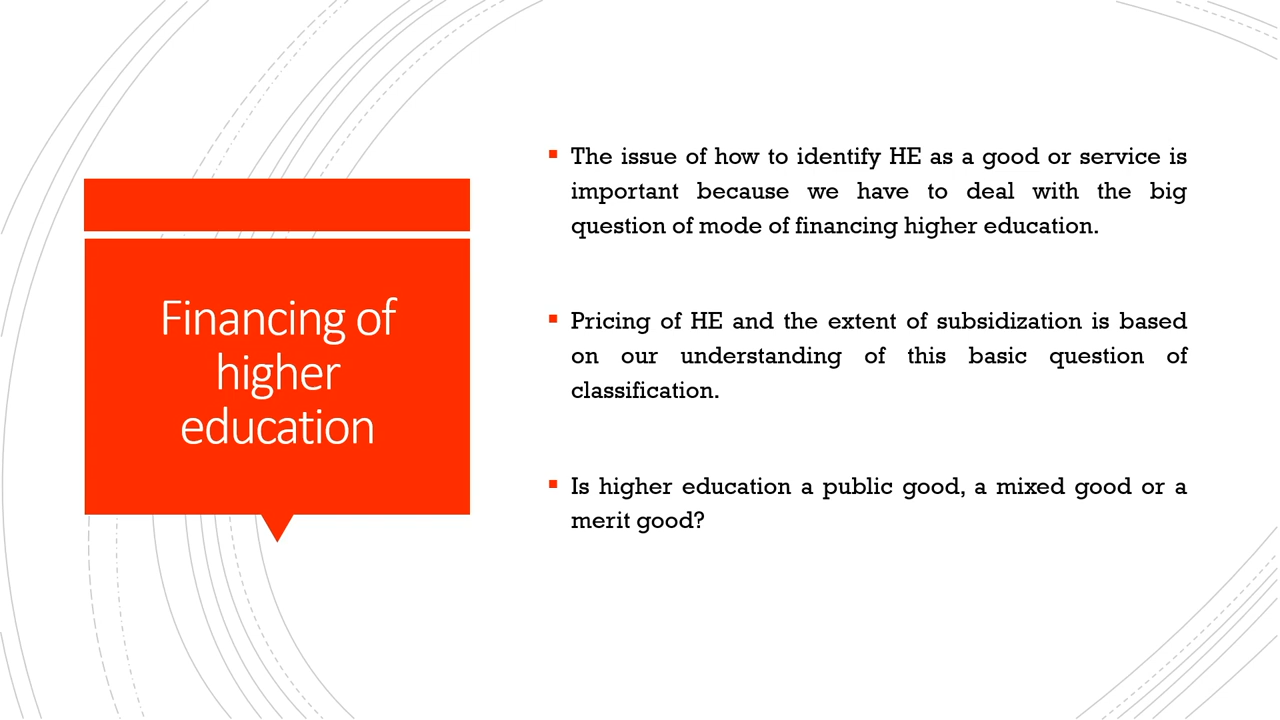 Financing of
higher
education
The issue of how to identify HE as a good or service is
important because we have to deal with the big
question of mode of financing higher education.
Pricing of HE and the extent of subsidization is based
on our understanding of this basic question of
classification.
Is higher education a public good, a mixed good or a
merit good?